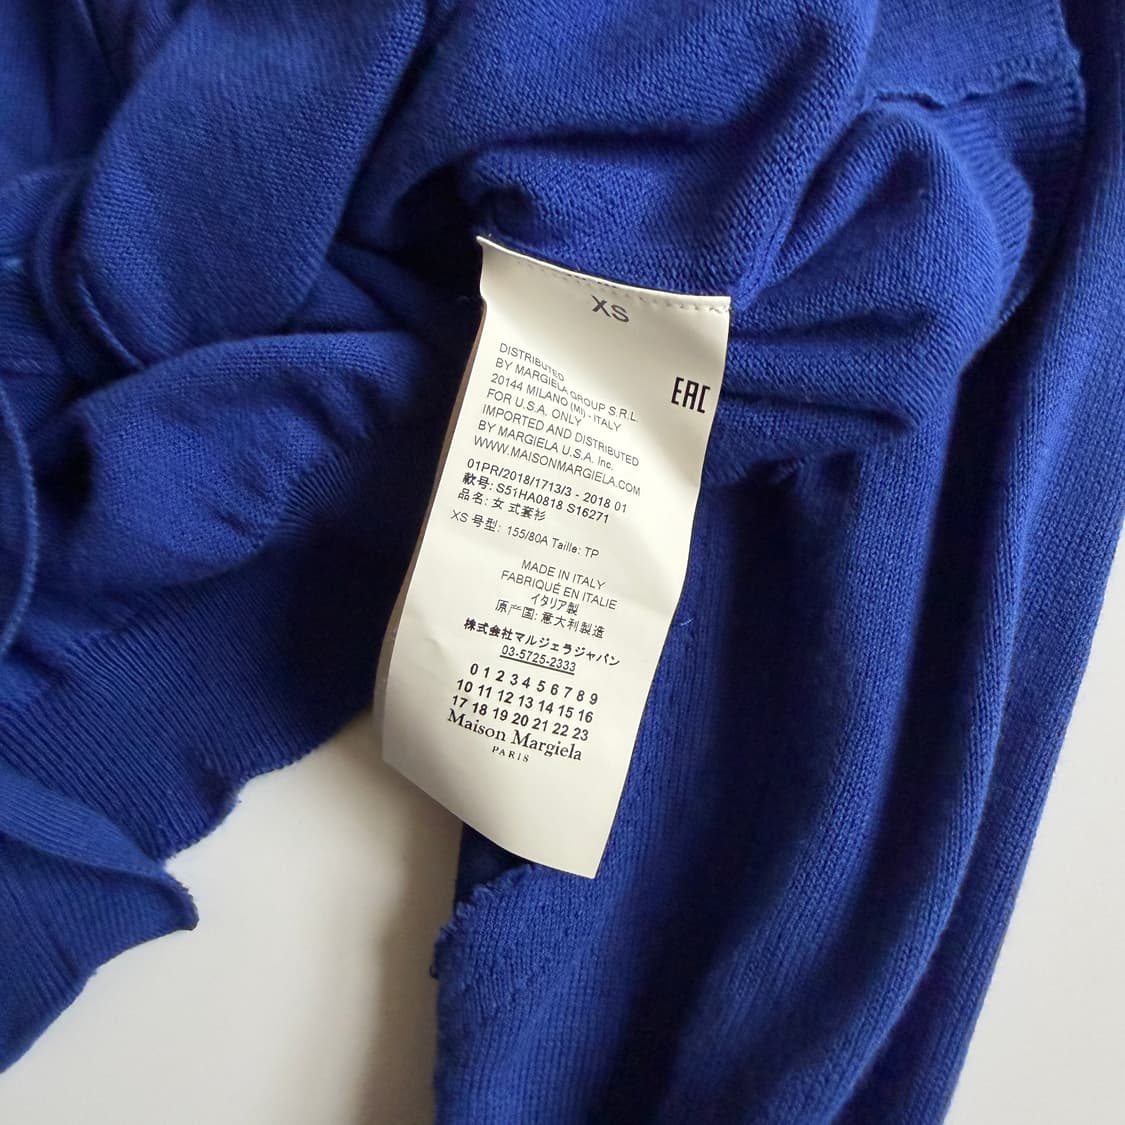 XS
EAC
DISTRIBUTED
BY MARGIELA GROUP S.R.L.
20144 MILANO (MI) - ITALY
FOR U.S.A. ONLY
IMPORTED AND DISTRIBUTED
BY MARGIELA U.S.A. Inc.
WWW.MAISONMARGIELA.COM
01PR/2018/1713/3 - 2018 01
款号: S51HA0818 S16271
品名: 女 式套衫
XS 号型: 155/80A Taille: TP
MADE IN ITALY
FABRIQUÉ EN ITALIE
イタリア製
原产国: 意大利製造
株式会社マルジェラジャパン
03-5725-2333
0 1 2 3 4 5 6 7 8 9
10 11 12 13 14 15 16
17 18 19 20 21 22 23
Maison Margiela
PARIS